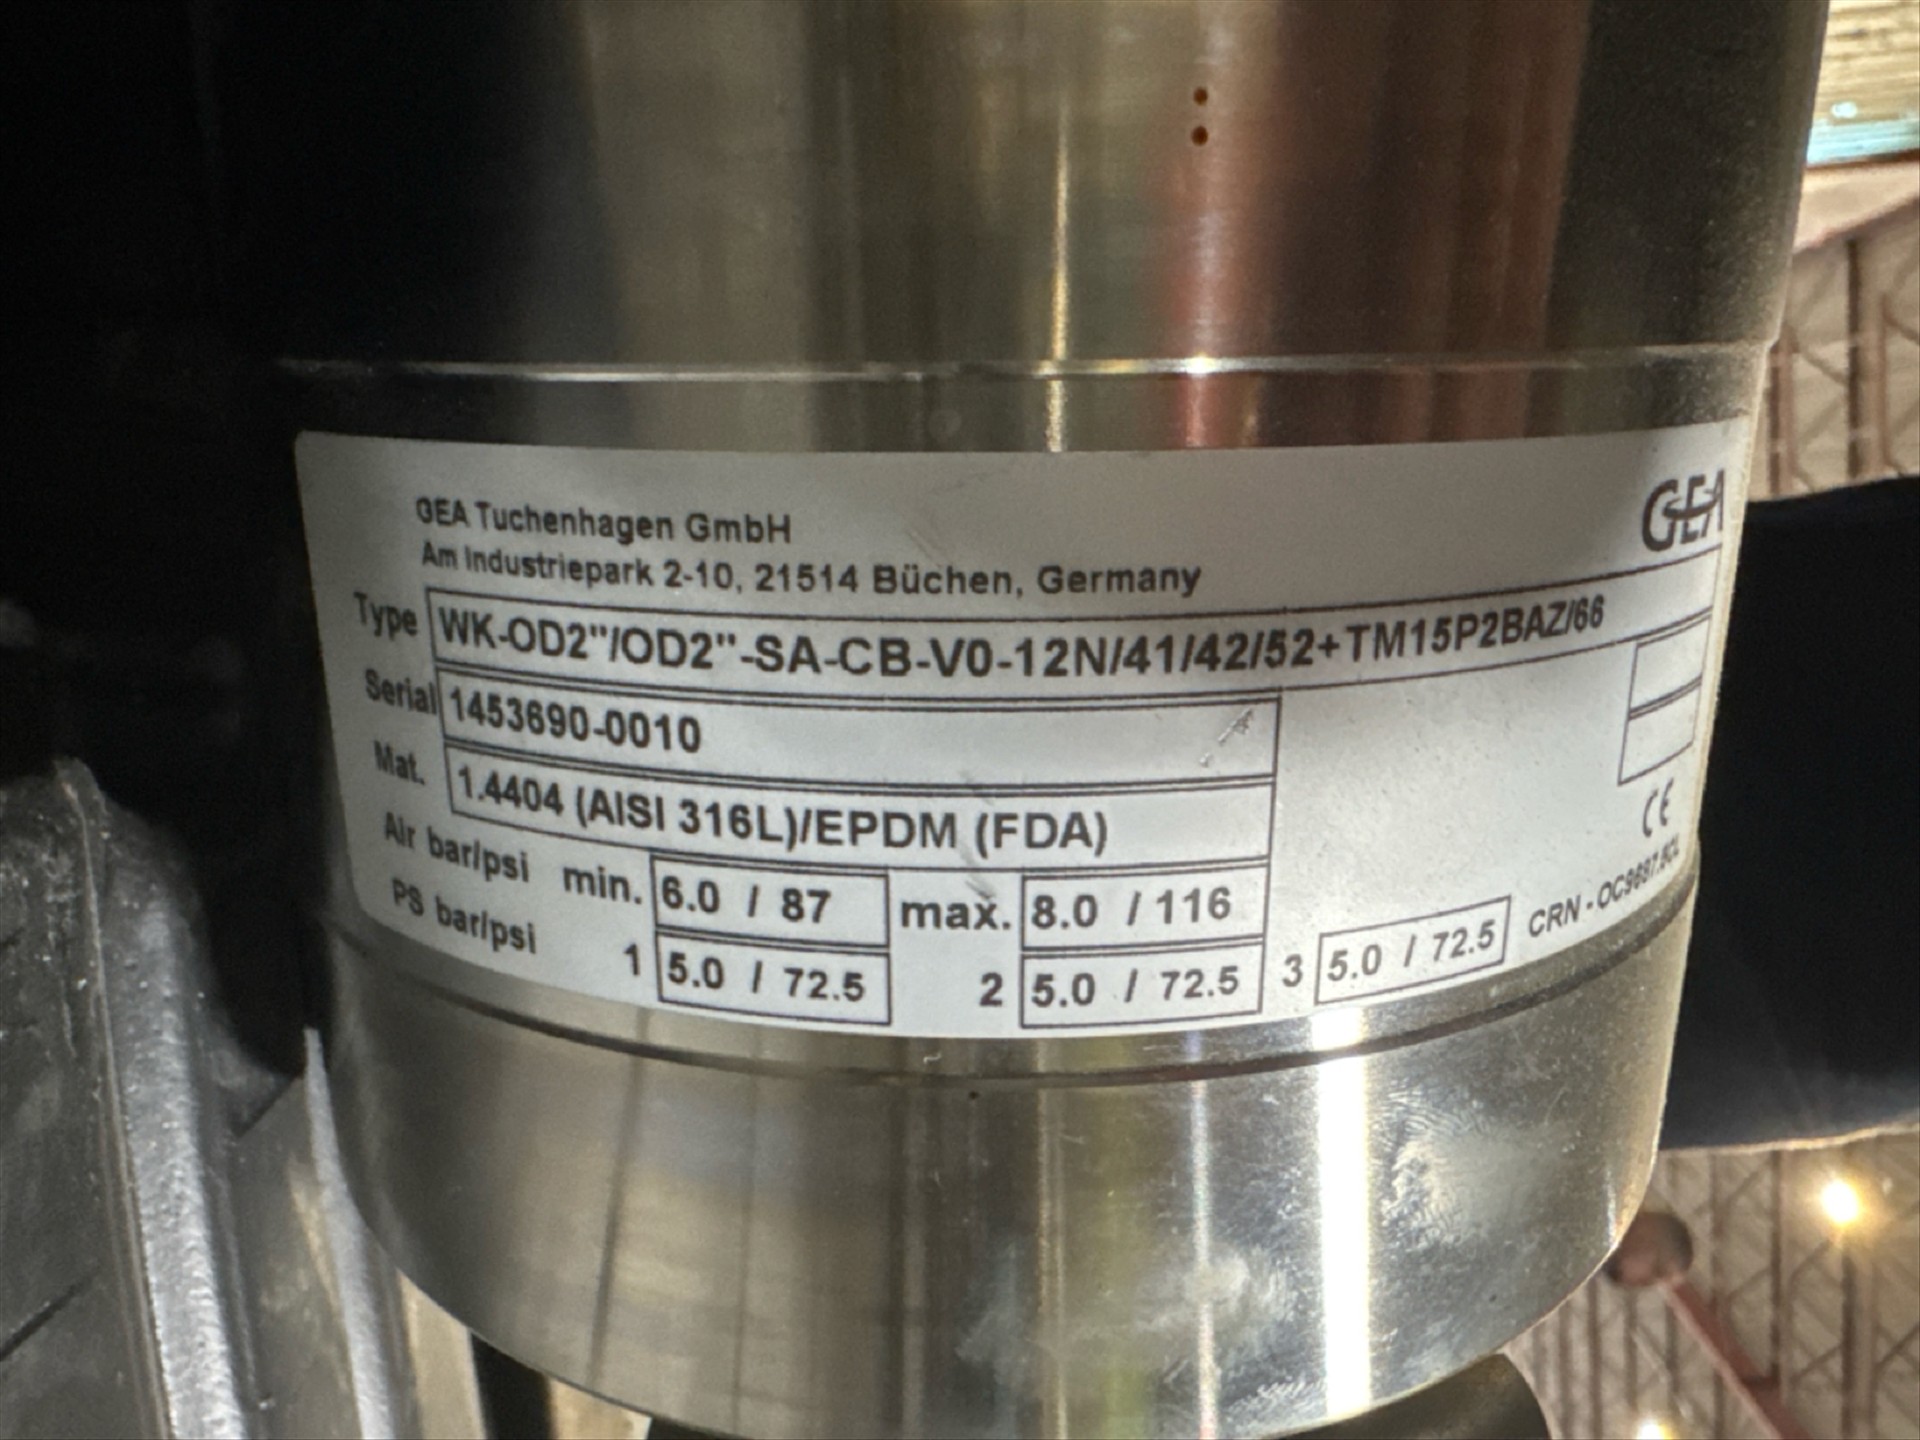 GEA Tuchenhagen GmbH
GEA
Am Industriepark 2-10, 21514 Büchen, Germany
Type WK-OD2"/OD2"-SA-CB-V0-12N/41/42/52+TM15P2BAZ/66
Serial 1453690-0010
Mat. 1.4404 (AISI 316L)/EPDM (FDA)
CE
Air bar/psi min. 6.0 / 87 max. 8.0 / 116
PS bar/psi 1 5.0 / 72.5 2 5.0 / 72.5 3 5.0 / 72.5 CRN -